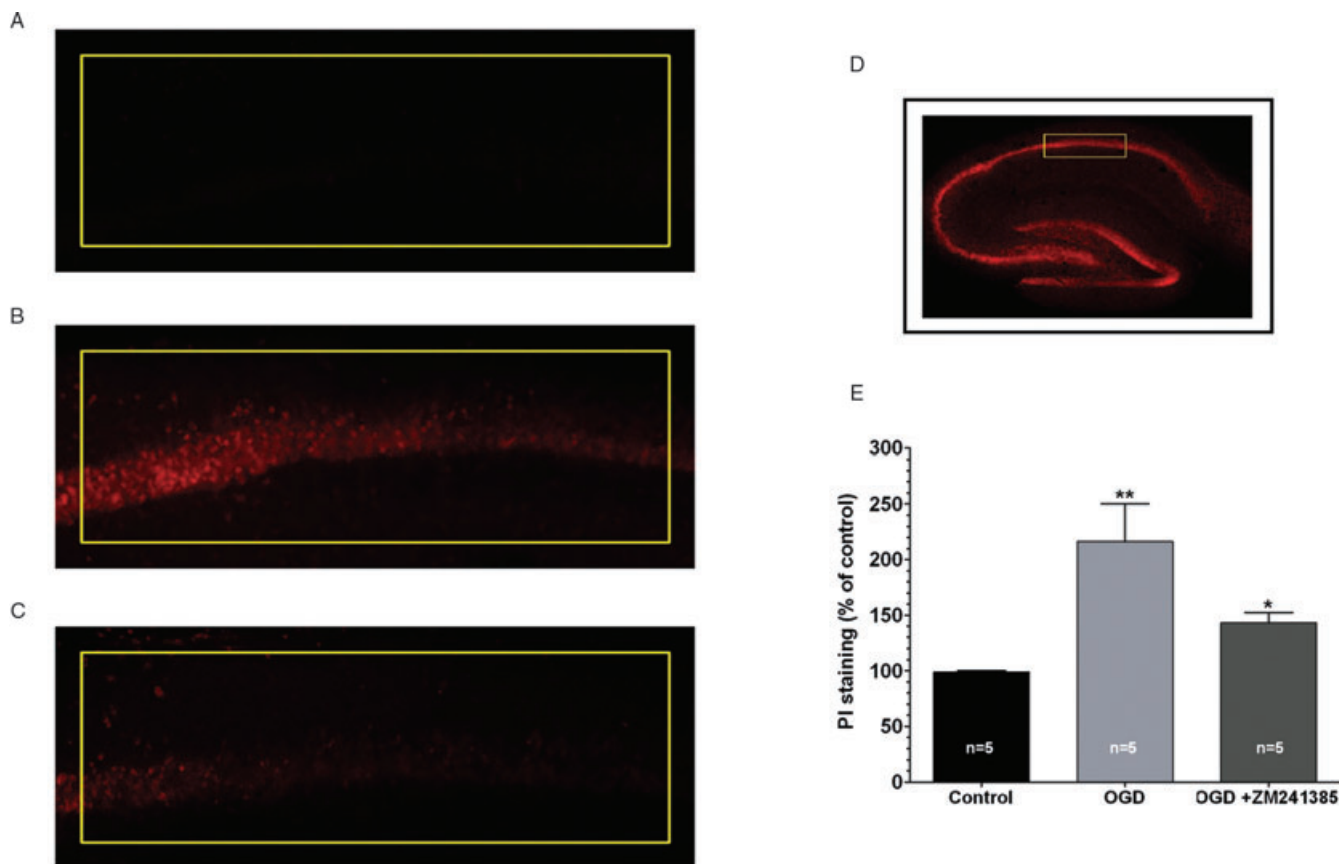 A
B
C
D
E
PI staining (% of control)
300
250
200
150
100
50
0
**
*
n=5
n=5
n=5
Control
OGD
OGD +ZM241385